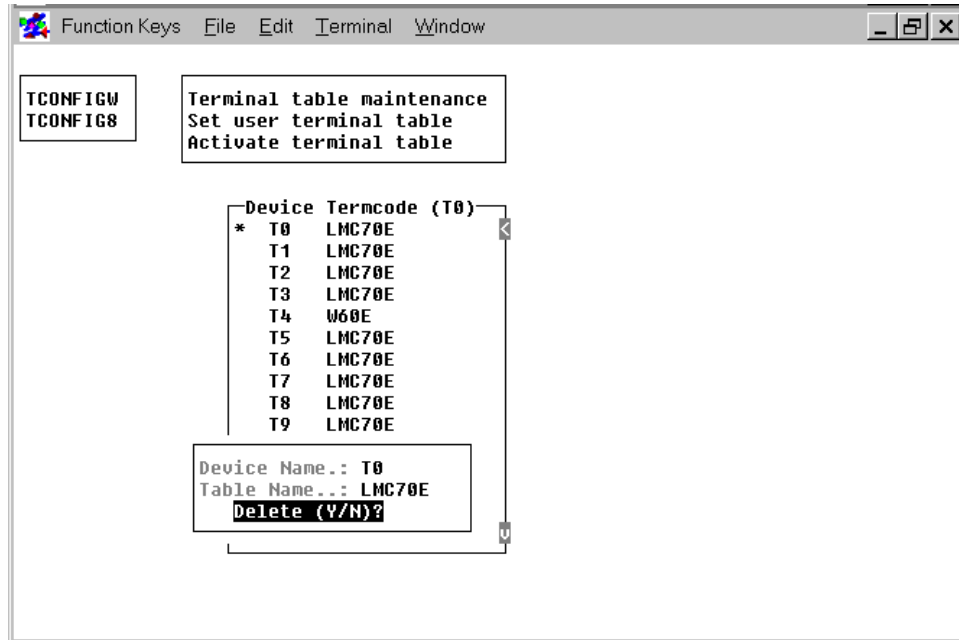 Function Keys File Edit Terminal Window
TCONFIGW
TCONFIG8
Terminal table maintenance
Set user terminal table
Activate terminal table
Device Termcode (T0)
* T0 LMC70E
T1 LMC70E
T2 LMC70E
T3 LMC70E
T4 W60E
T5 LMC70E
T6 LMC70E
T7 LMC70E
T8 LMC70E
T9 LMC70E
Device Name.: T0
Table Name..: LMC70E
Delete (Y/N)?